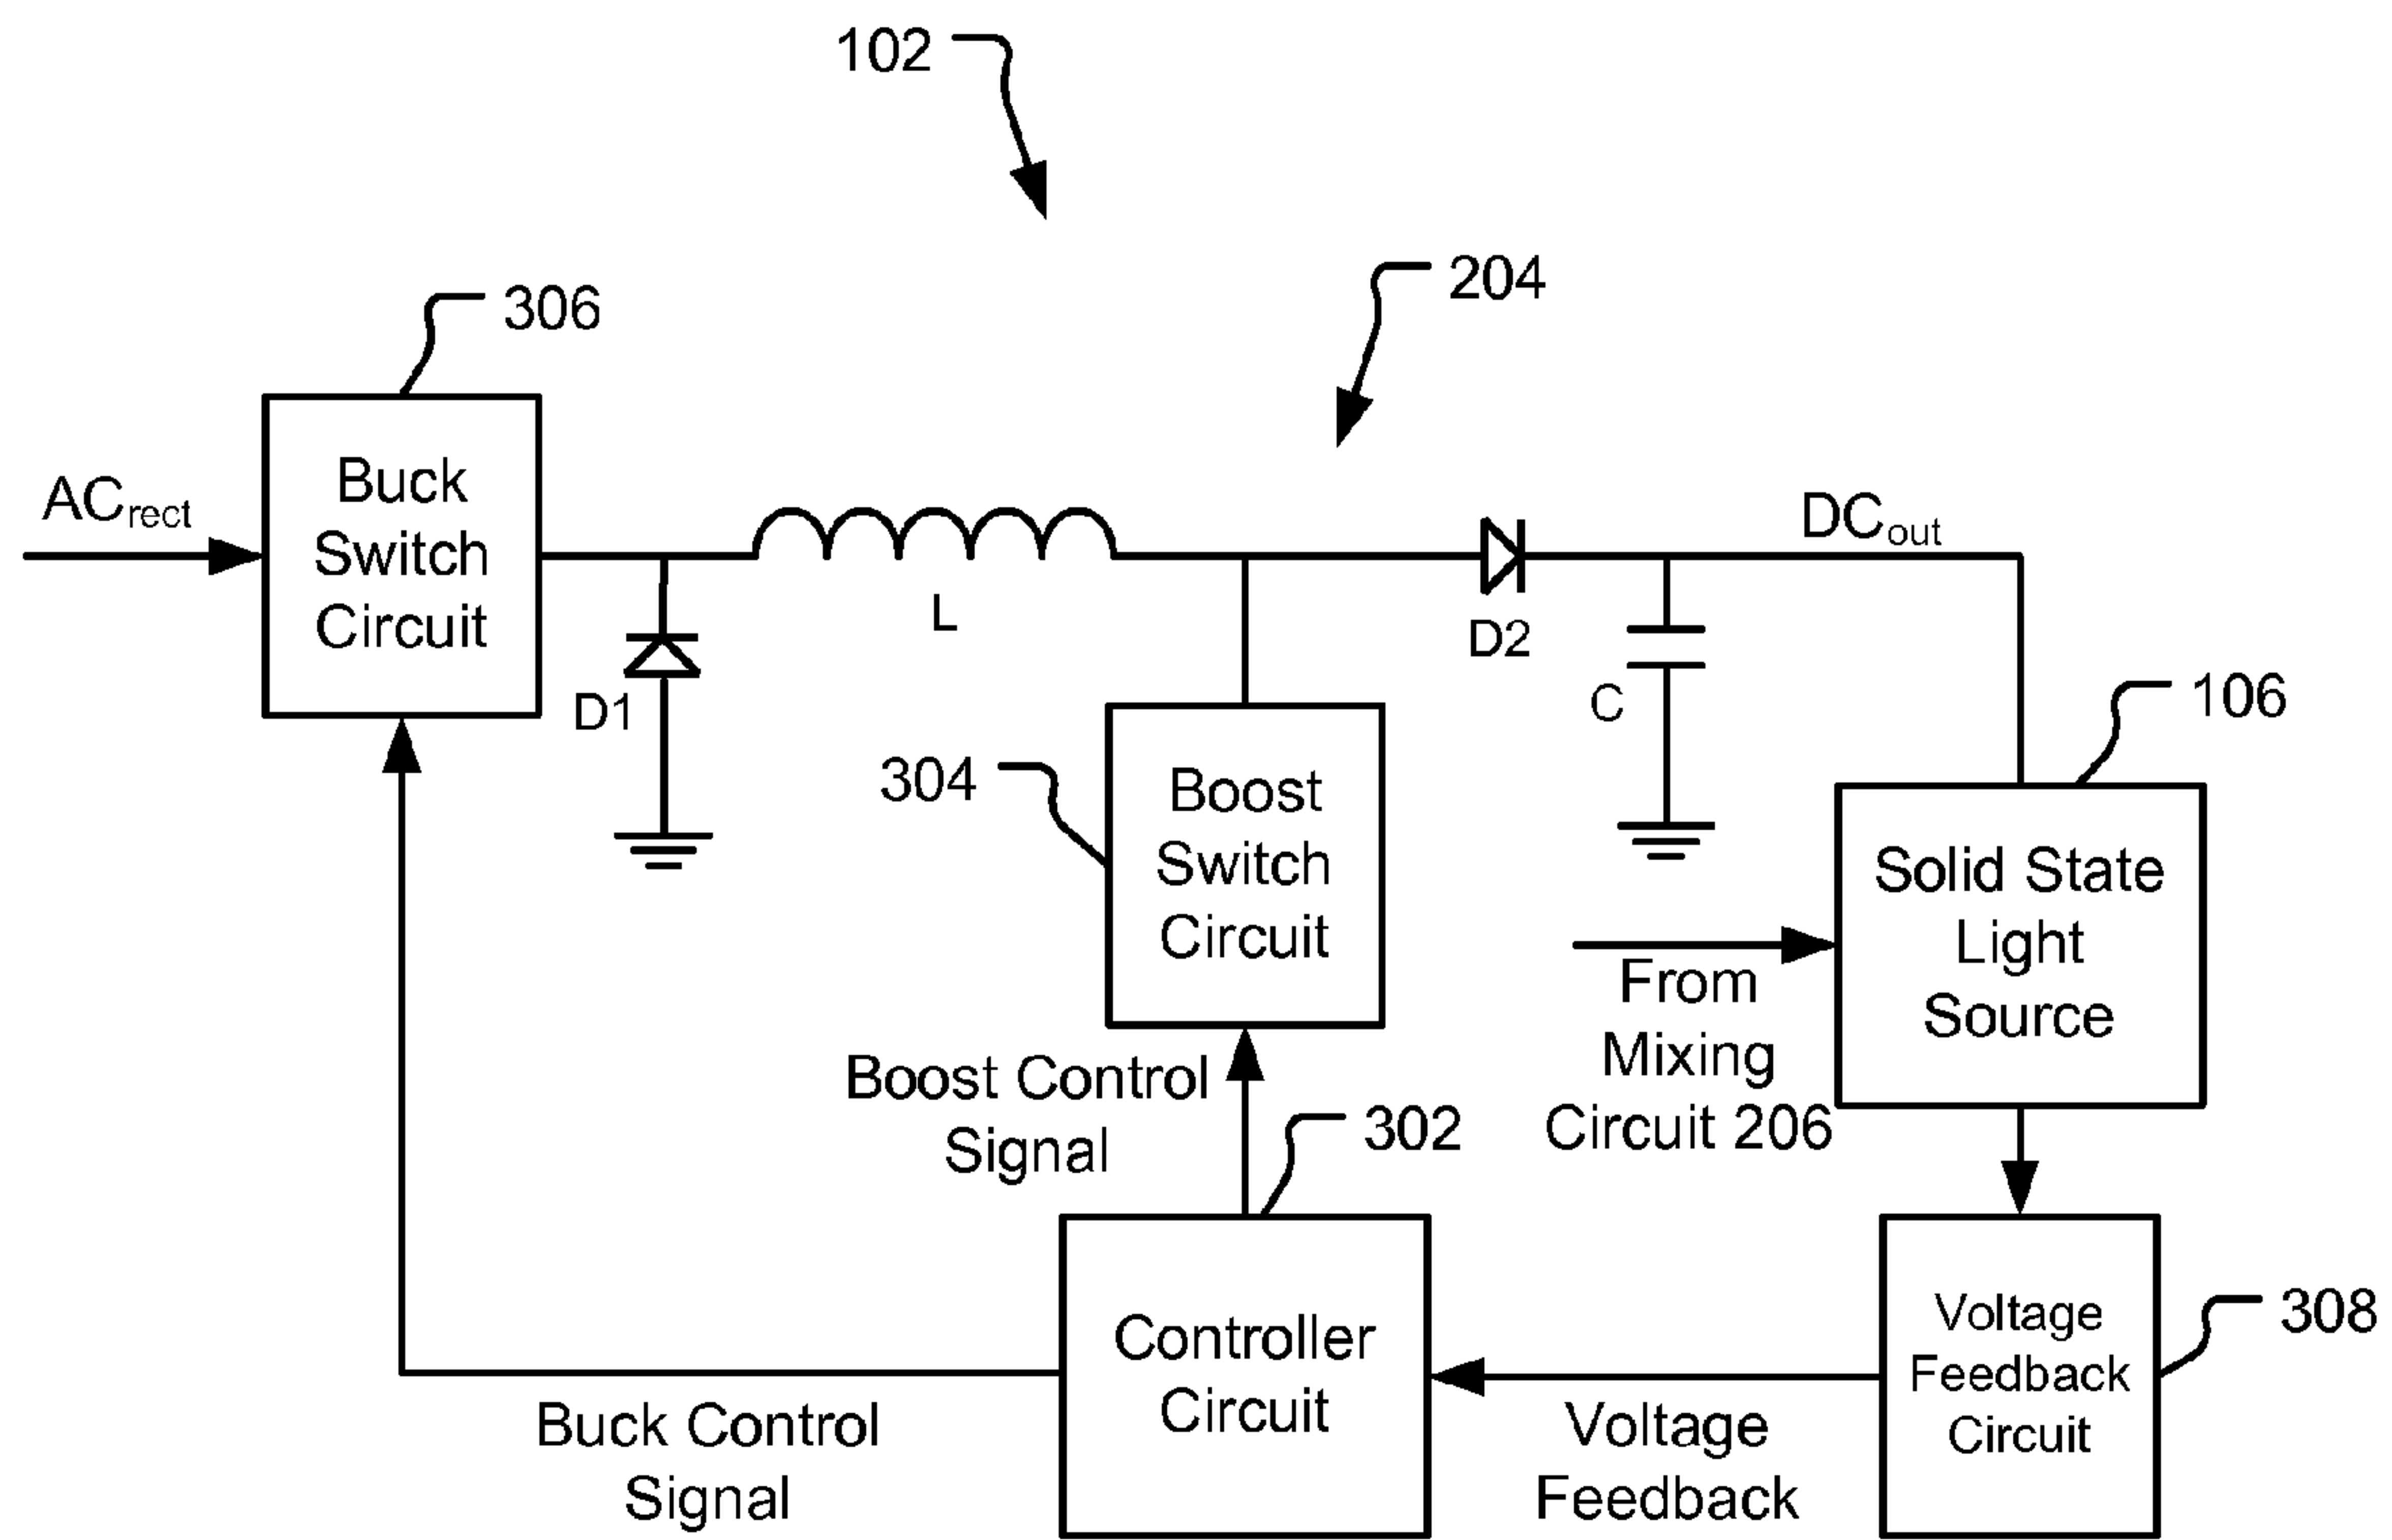 102
204
306
Buck
Switch
Circuit
ACrect
L
D1
D2
DCout
C
106
304
Boost
Switch
Circuit
Solid State
Light
Source
From
Mixing
Circuit 206
Boost Control
Signal
302
308
Controller
Circuit
Voltage
Feedback
Circuit
Buck Control
Signal
Voltage
Feedback